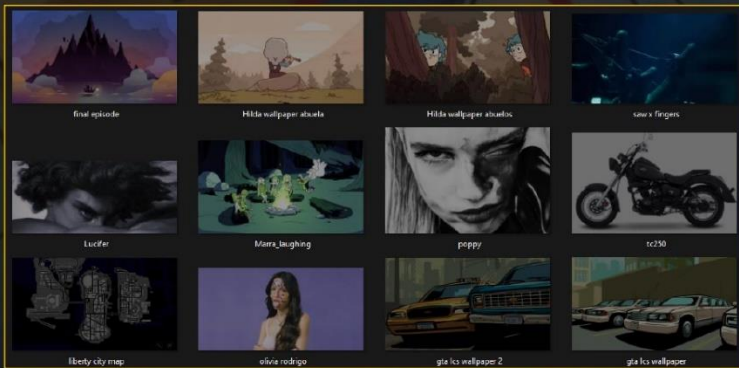 final episode
Hilda wallpaper abuela
Hilda wallpaper abuelos
saw x fingers
Lucifer
Marra_laughing
poppy
tc250
liberty city map
olivia rodrigo
gta lcs wallpaper 2
gta lcs wallpaper